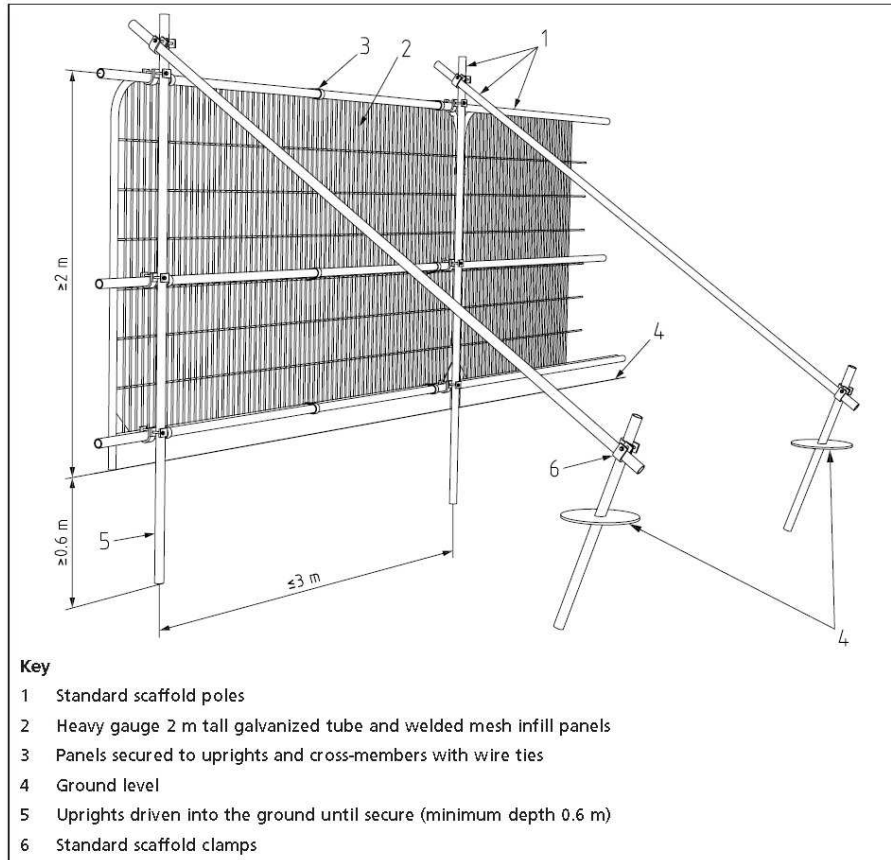 1
3
2
≥2 m
4
6
5
≥0.6 m
≤3 m
4
Key
1 Standard scaffold poles
2 Heavy gauge 2 m tall galvanized tube and welded mesh infill panels
3 Panels secured to uprights and cross-members with wire ties
4 Ground level
5 Uprights driven into the ground until secure (minimum depth 0.6 m)
6 Standard scaffold clamps